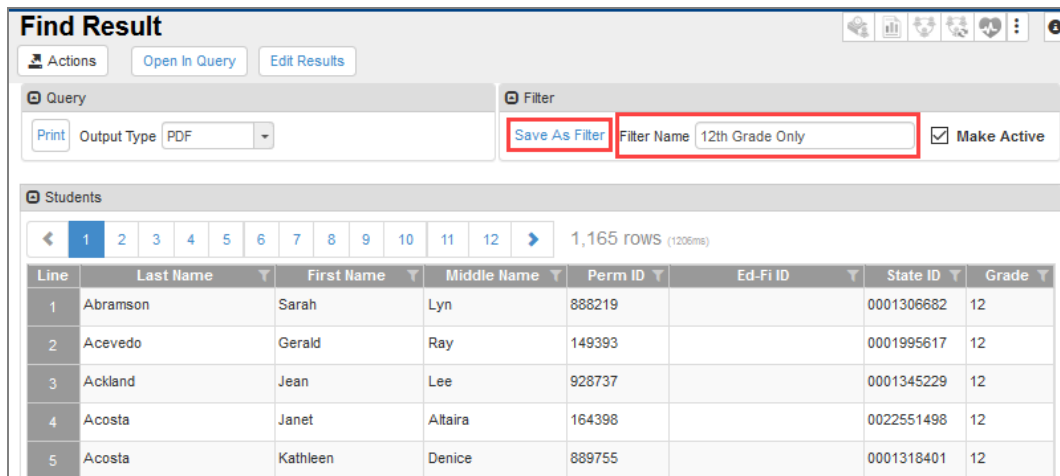 Find Result
Actions Open In Query Edit Results
Query Filter
Print Output Type PDF Save As Filter Filter Name 12th Grade Only Make Active
Students
1 2 3 4 5 6 7 8 9 10 11 12 1,165 rows (1206ms)
Line Last Name First Name Middle Name Perm ID Ed-Fi ID State ID Grade
1 Abramson Sarah Lyn 888219 0001306682 12
2 Acevedo Gerald Ray 149393 0001995617 12
3 Ackland Jean Lee 928737 0001345229 12
4 Acosta Janet Altaira 164398 0022551498 12
5 Acosta Kathleen Denice 889755 0001318401 12